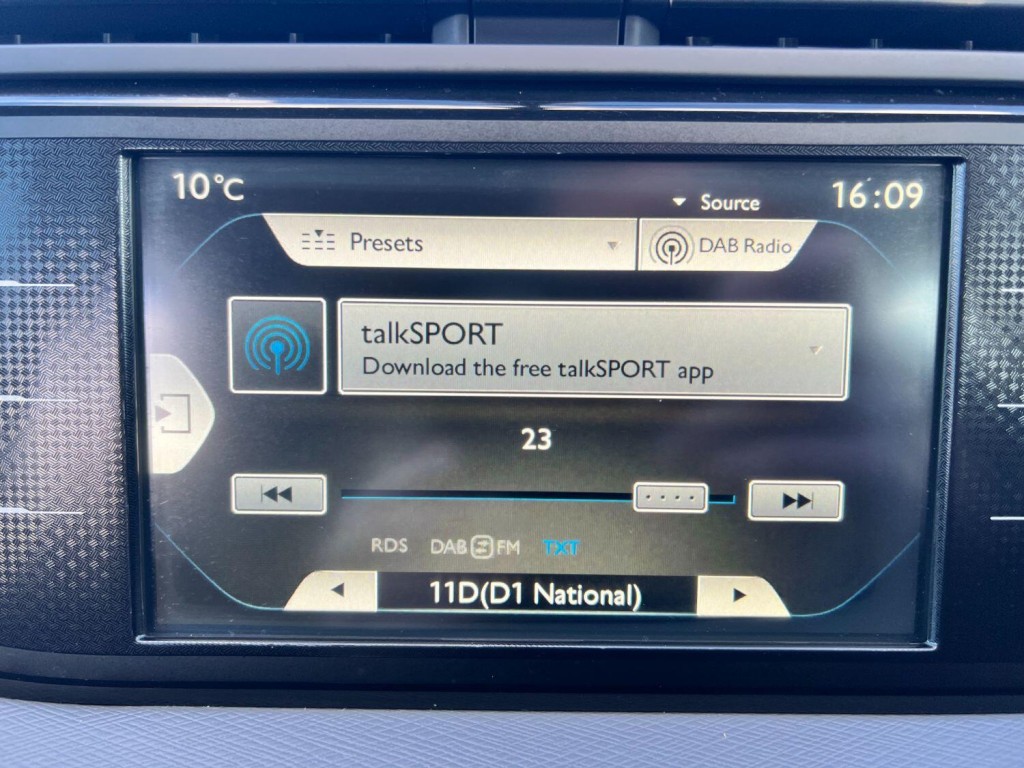 10°C
Source
16:09
Presets
DAB Radio
talkSPORT
Download the free talkSPORT app
23
RDS DAB FM TXT
11D(D1 National)